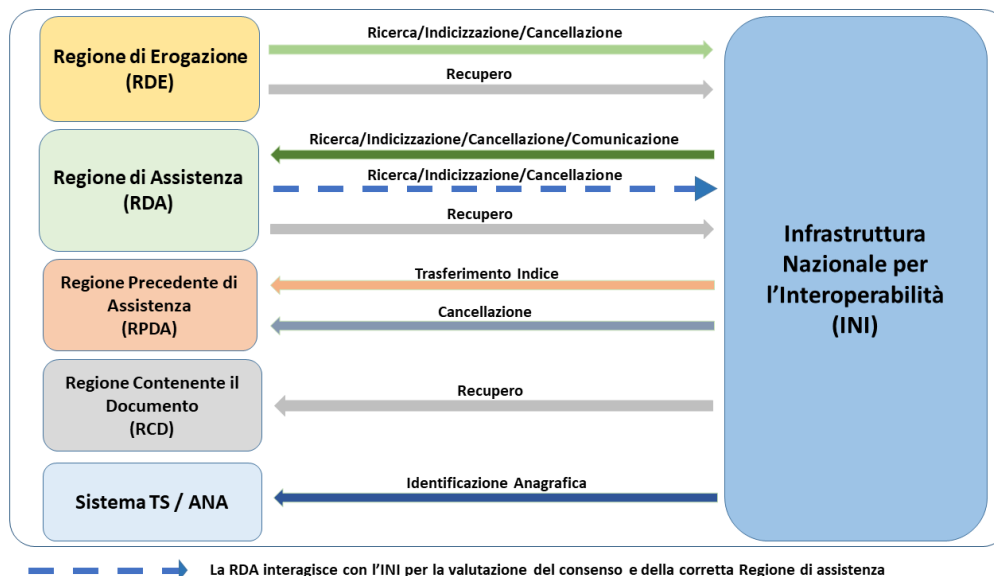 Regione di Erogazione
(RDE)
Ricerca/Indicizzazione/Cancellazione
Recupero
Regione di Assistenza
(RDA)
Ricerca/Indicizzazione/Cancellazione/Comunicazione
Ricerca/Indicizzazione/Cancellazione
Recupero
Regione Precedente di
Assistenza
(RPDA)
Trasferimento Indice
Cancellazione
Regione Contenente il
Documento
(RCD)
Recupero
Sistema TS / ANA
Identificazione Anagrafica
Infrastruttura
Nazionale per
l’Interoperabilità
(INI)
La RDA interagisce con l’INI per la valutazione del consenso e della corretta Regione di assistenza